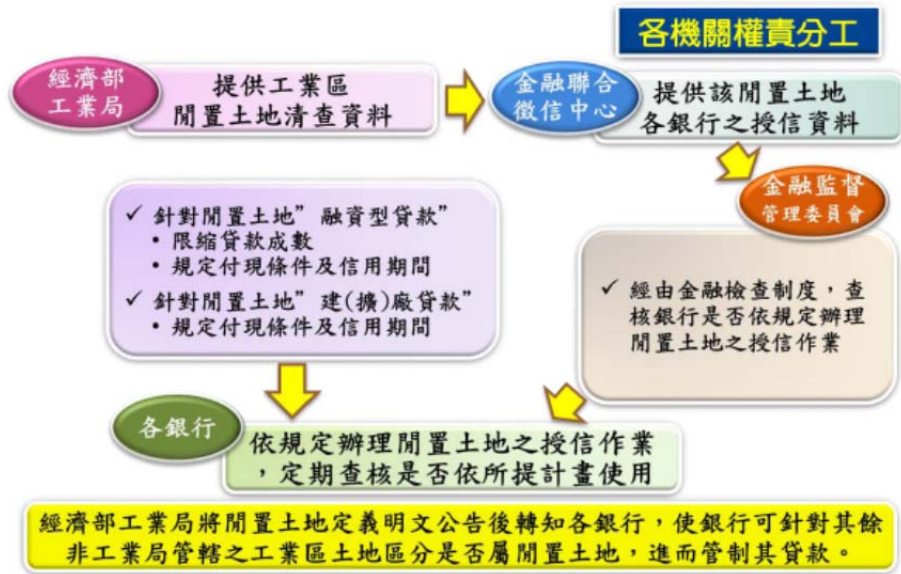 各機關權責分工
經濟部
工業局
提供工業區
閒置土地清查資料
金融聯合
徵信中心
提供該閒置土地
各銀行之授信資料
金融監督
管理委員會
✓ 針對閒置土地”融資型貸款”
• 限縮貸款成數
• 規定付現條件及信用期間
✓ 針對閒置土地”建(擴)廠貸款”
• 規定付現條件及信用期間
✓ 經由金融檢查制度，查
核銀行是否依規定辦理
閒置土地之授信作業
各銀行
依規定辦理閒置土地之授信作業
，定期查核是否依所提計畫使用
經濟部工業局將閒置土地定義明文公告後轉知各銀行，使銀行可針對其餘
非工業局管轄之工業區土地區分是否屬閒置土地，進而管制其貸款。